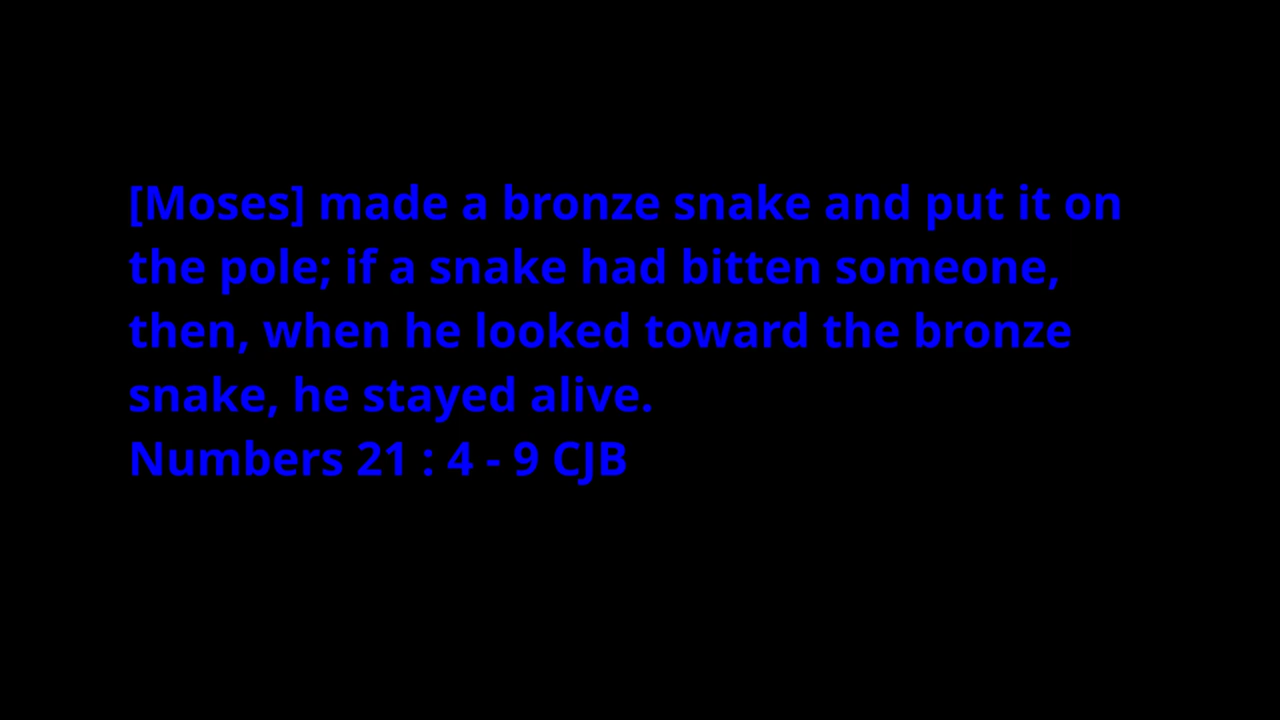 [Moses] made a bronze snake and put it on
the pole; if a snake had bitten someone,
then, when he looked toward the bronze
snake, he stayed alive.
Numbers 21 : 4 - 9 CJB